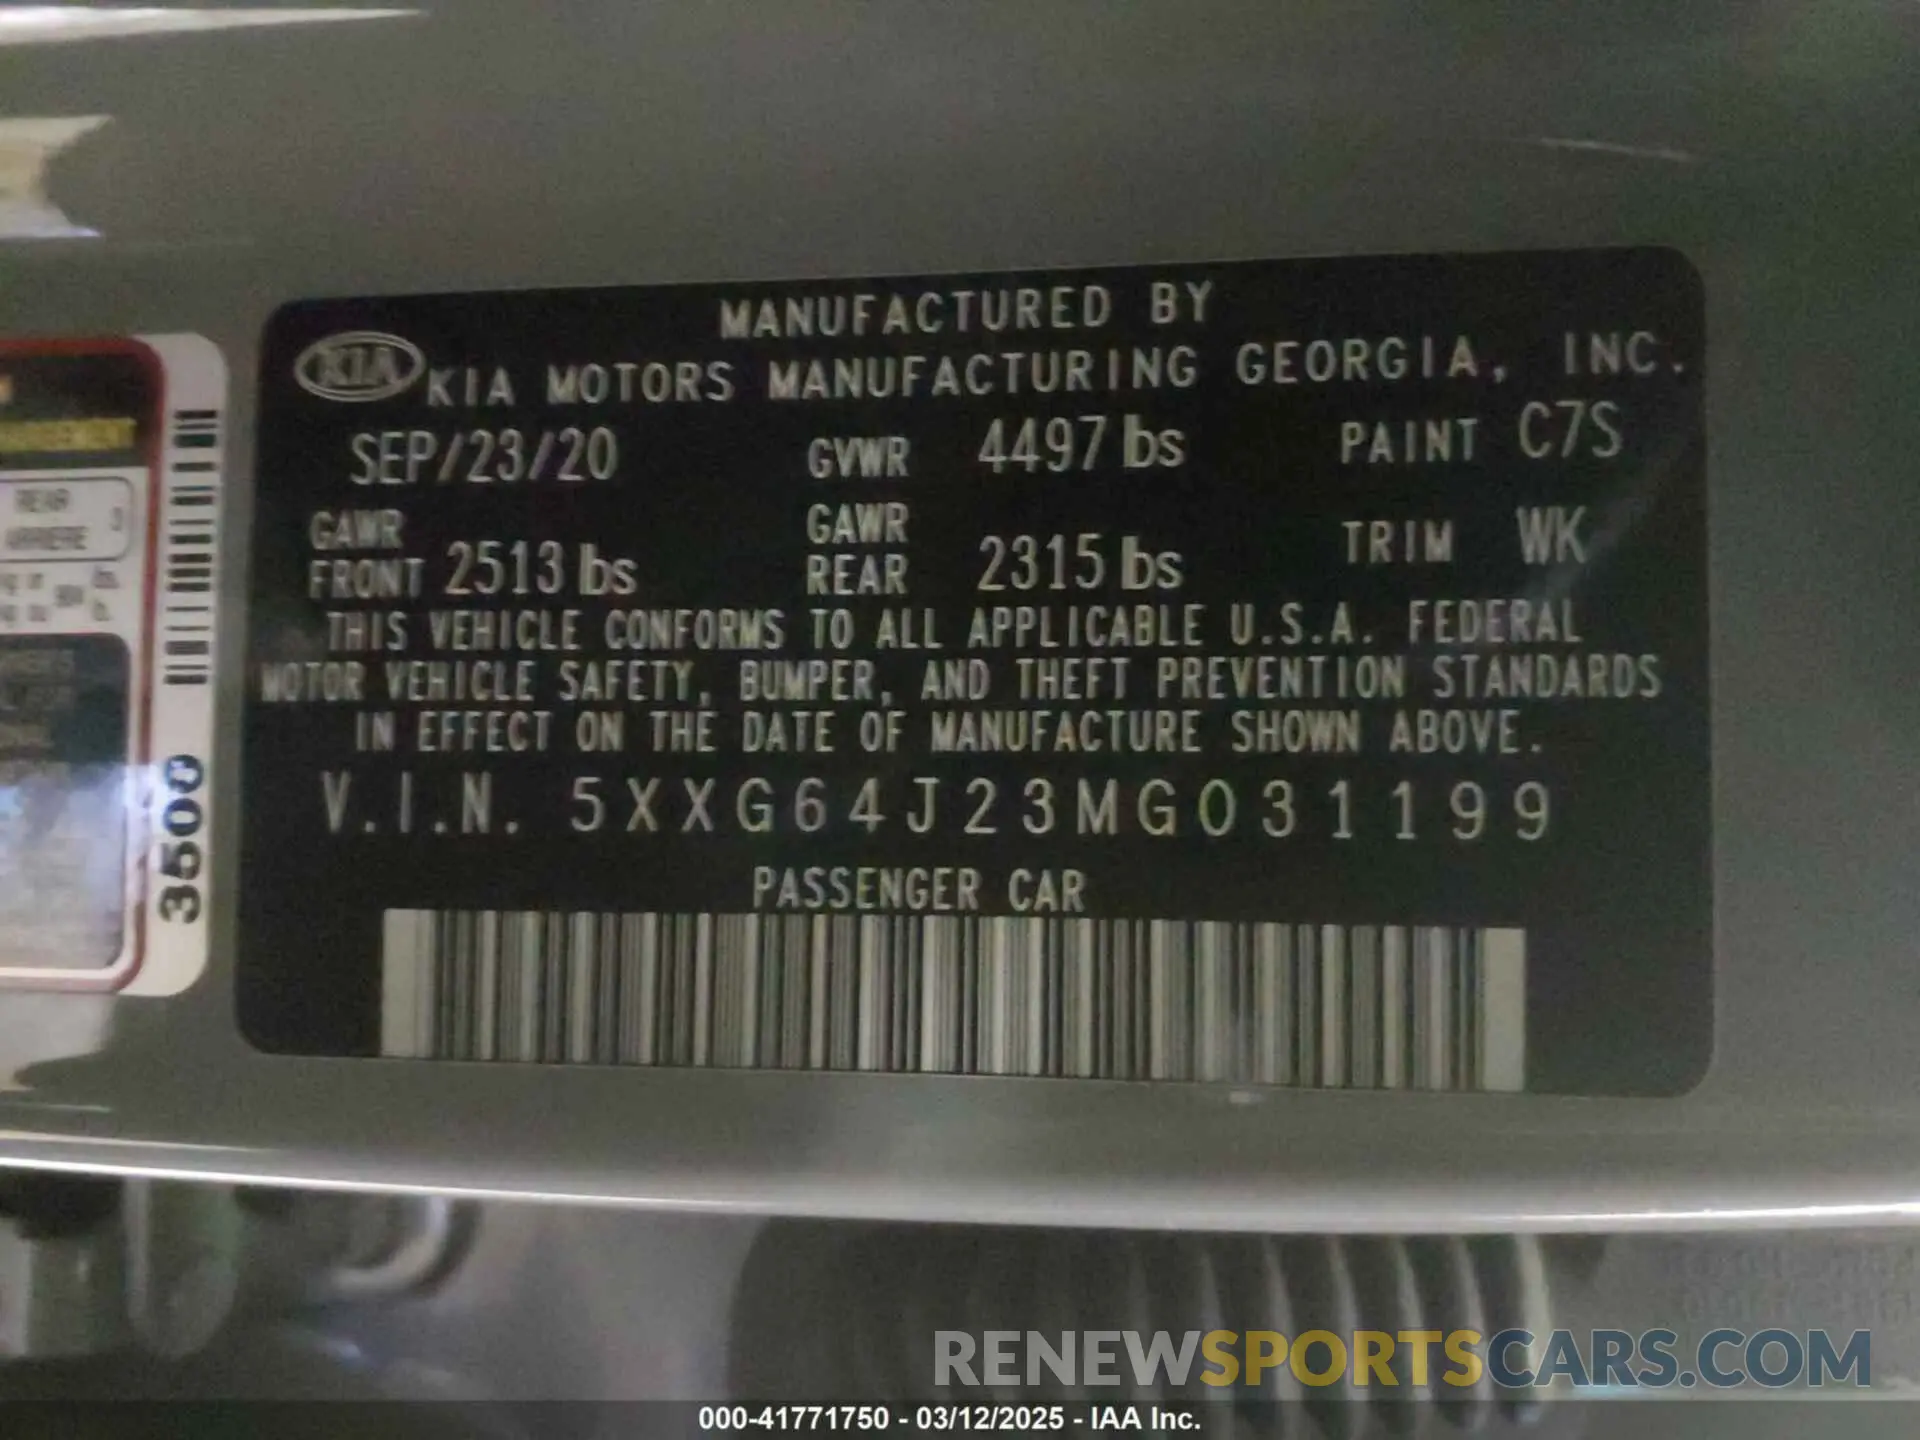 MANUFACTURED BY
KIA KIA MOTORS MANUFACTURING GEORGIA, INC.
SEP/23/20 GVWR 4497 lbs PAINT C7S
GAWR FRONT 2513 lbs GAWR REAR 2315 lbs TRIM WK
THIS VEHICLE CONFORMS TO ALL APPLICABLE U.S.A. FEDERAL
MOTOR VEHICLE SAFETY, BUMPER, AND THEFT PREVENTION STANDARDS
IN EFFECT ON THE DATE OF MANUFACTURE SHOWN ABOVE.
V.I.N. 5XXG64J23MG031199
PASSENGER CAR
REAR 3
ARRIERE
3500
RENEWSPORTSCARS.COM
000-41771750 - 03/12/2025 - IAA Inc.